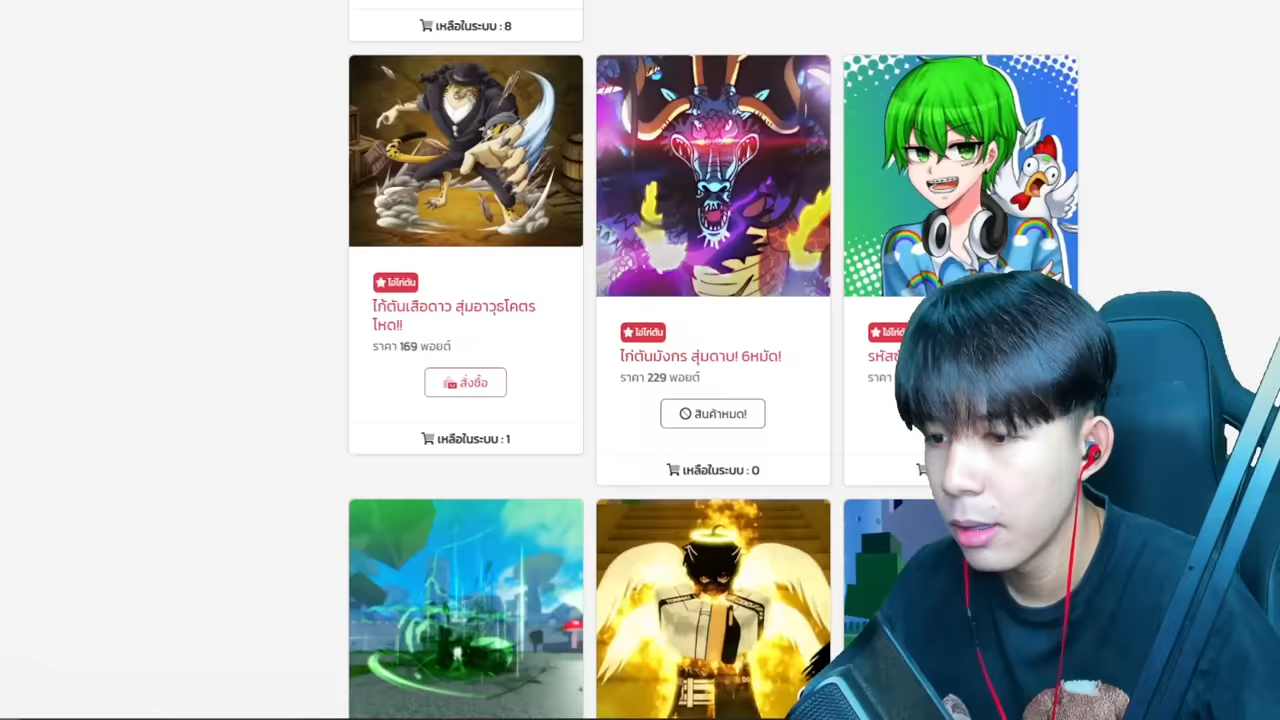 เหลือในระบบ : 8
ไอ้ไก่ตัน
ไก้ตันเสือดาว สุ่มอาวุธโคตร
โหด!!
ราคา 169 พอยต์
สั่งซื้อ
เหลือในระบบ : 1
ไอ้ไก่ตัน
ไก่ตันมังกร สุ่มดาบ! 6หมัด!
ราคา 229 พอยต์
สินค้าหมด!
เหลือในระบบ : 0
ราคา